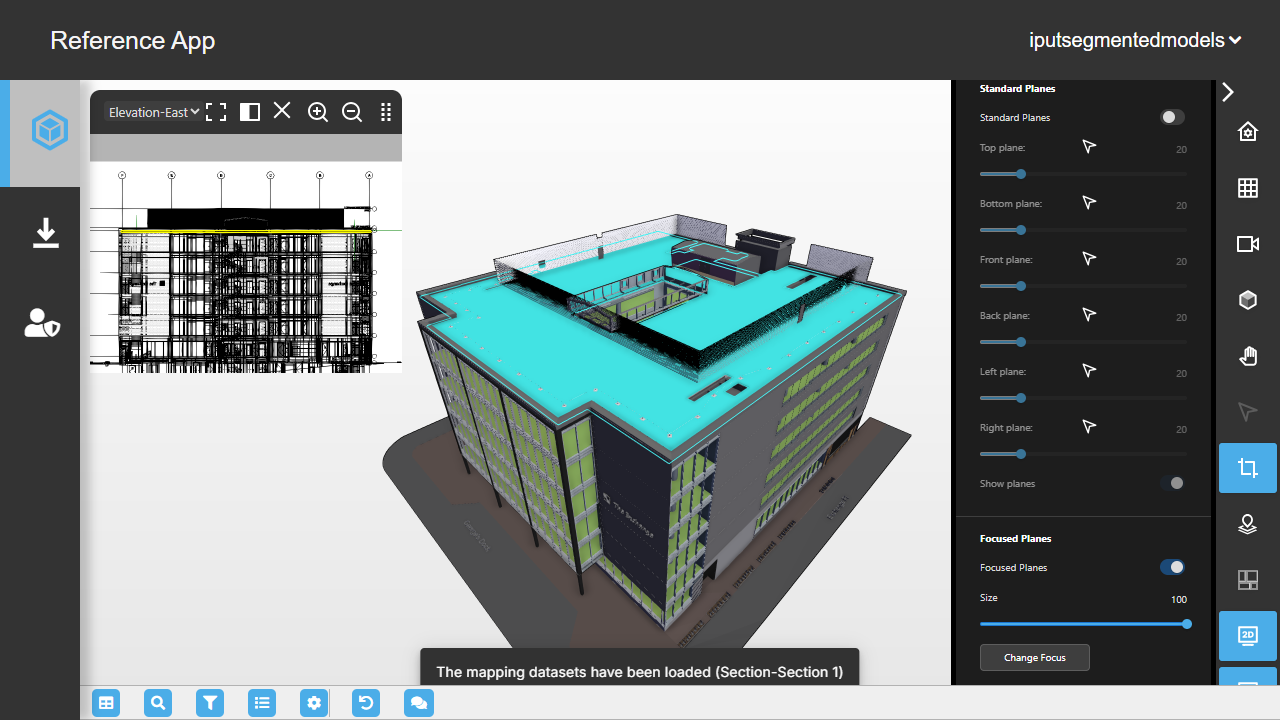 Reference App
iputsegmentedmodels
Elevation-East
Standard Planes
Standard Planes
Top plane:
20
Bottom plane:
20
Front plane:
20
Back plane:
20
Left plane:
20
Right plane:
20
Show planes
Focused Planes
Focused Planes
Size
100
Change Focus
2D
The mapping datasets have been loaded (Section-Section 1)